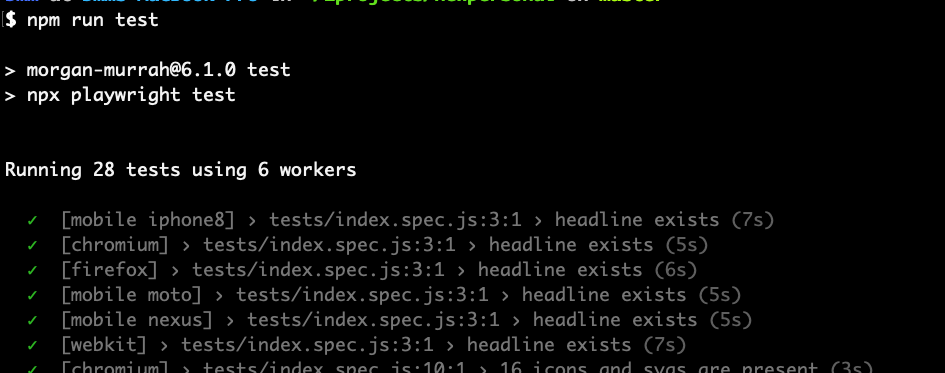 $ npm run test
> morgan-murrah@6.1.0 test
> npx playwright test
Running 28 tests using 6 workers
✓ [mobile iphone8] › tests/index.spec.js:3:1 › headline exists (7s)
✓ [chromium] › tests/index.spec.js:3:1 › headline exists (5s)
✓ [firefox] › tests/index.spec.js:3:1 › headline exists (6s)
✓ [mobile moto] › tests/index.spec.js:3:1 › headline exists (5s)
✓ [mobile nexus] › tests/index.spec.js:3:1 › headline exists (5s)
✓ [webkit] › tests/index.spec.js:3:1 › headline exists (7s)
✓ [chromium] › tests/index.spec.js:10:1 › 16 icons and svgs are present (3s)